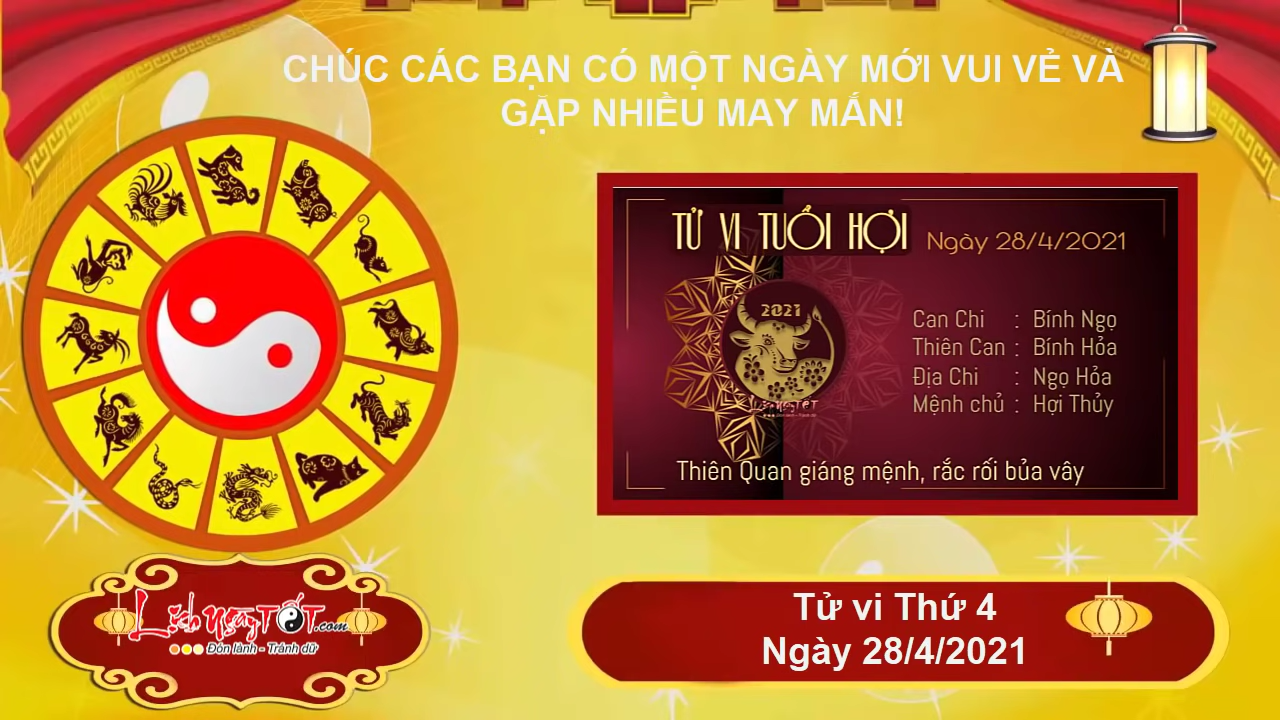 CHÚC CÁC BẠN CÓ MỘT NGÀY MỚI VUI VẺ VÀ
GẶP NHIỀU MAY MẮN!
TỬ VI TUỔI HỢI Ngày 28/4/2021
2021
Can Chi : Bính Ngọ
Thiên Can : Bính Hỏa
Địa Chi : Ngọ Hỏa
Mệnh chủ : Hợi Thủy
LịchNgàyTỐT
Thiên Quan giáng mệnh, rắc rối bủa vây
LịchNgàyTỐT.com
Đón lành - Tránh dữ
Tử vi Thứ 4
Ngày 28/4/2021